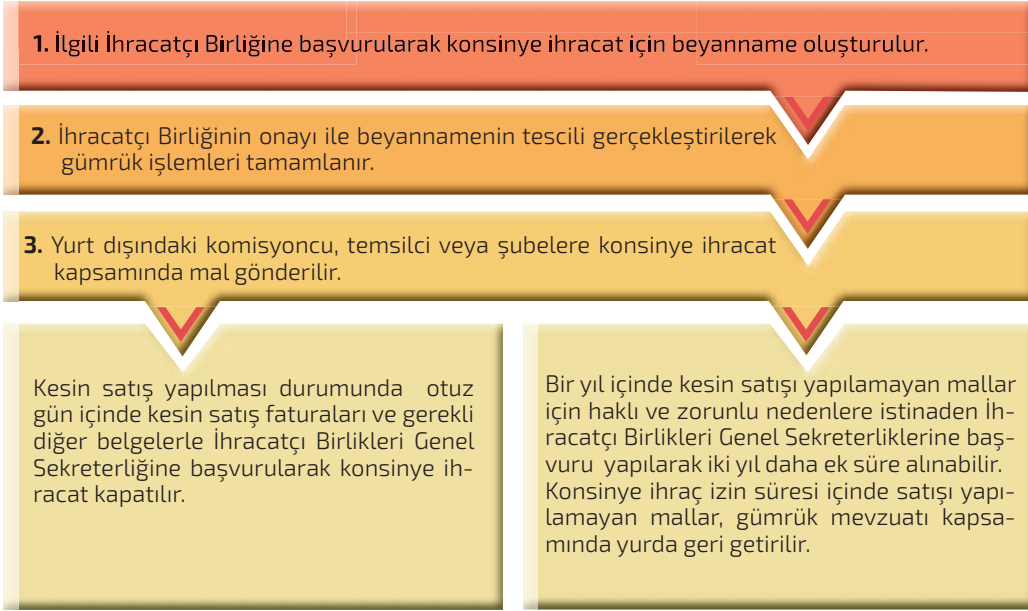 1. İlgili İhracatçı Birliğine başvurularak konsinye ihracat için beyanname oluşturulur.
2. İhracatçı Birliğinin onayı ile beyannamenin tescili gerçekleştirilerek
gümrük işlemleri tamamlanır.
3. Yurt dışındaki komisyoncu, temsilci veya şubelere konsinye ihracat
kapsamında mal gönderilir.
Kesin satış yapılması durumunda otuz
gün içinde kesin satış faturaları ve gerekli
diğer belgelerle İhracatçı Birlikleri Genel
Sekreterliğine başvurularak konsinye ih-
racat kapatılır.
Bir yıl içinde kesin satışı yapılamayan mallar
için haklı ve zorunlu nedenlere istinaden İh-
racatçı Birlikleri Genel Sekreterliklerine baş-
vuru yapılarak iki yıl daha ek süre alınabilir.
Konsinye ihraç izin süresi içinde satışı yapı-
lamayan mallar, gümrük mevzuatı kapsa-
mında yurda geri getirilir.